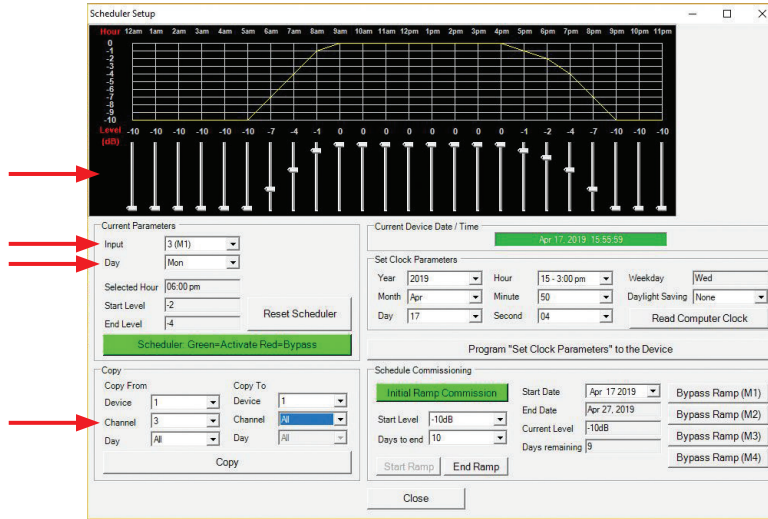 Scheduler Setup
Hour 12am 1am 2am 3am 4am 5am 6am 7am 8am 9am 10am 11am 12pm 1pm 2pm 3pm 4pm 5pm 6pm 7pm 8pm 9pm 10pm 11pm
0
-1
-2
-3
-4
-5
-6
-7
-8
-9
-10
Level -10 -10 -10 -10 -10 -10 -7 -4 -1 0 0 0 0 0 0 0 0 -1 -2 -4 -7 -10 -10 -10
(dB)
Current Parameters
Input 3 (M1)
Day Mon
Selected Hour 06:00 pm
Start Level -2
End Level -4
Reset Scheduler
Scheduler: Green=Activate Red=Bypass
Current Device Date / Time
Apr 17, 2019 15:55:59
Set Clock Parameters
Year 2019 Hour 15 - 3:00 pm Weekday Wed
Month Apr Minute 50 Daylight Saving None
Day 17 Second 04 Read Computer Clock
Program "Set Clock Parameters" to the Device
Copy
Copy From Copy To
Device 1 Device 1
Channel 3 Channel All
Day All Day All
Copy
Schedule Commissioning
Initial Ramp Commission Start Date Apr 17 2019 Bypass Ramp (M1)
End Date Apr 27, 2019 Bypass Ramp (M2)
Start Level -10dB Current Level -10dB Bypass Ramp (M3)
Days to end 10 Days remaining 9 Bypass Ramp (M4)
Start Ramp End Ramp
Close